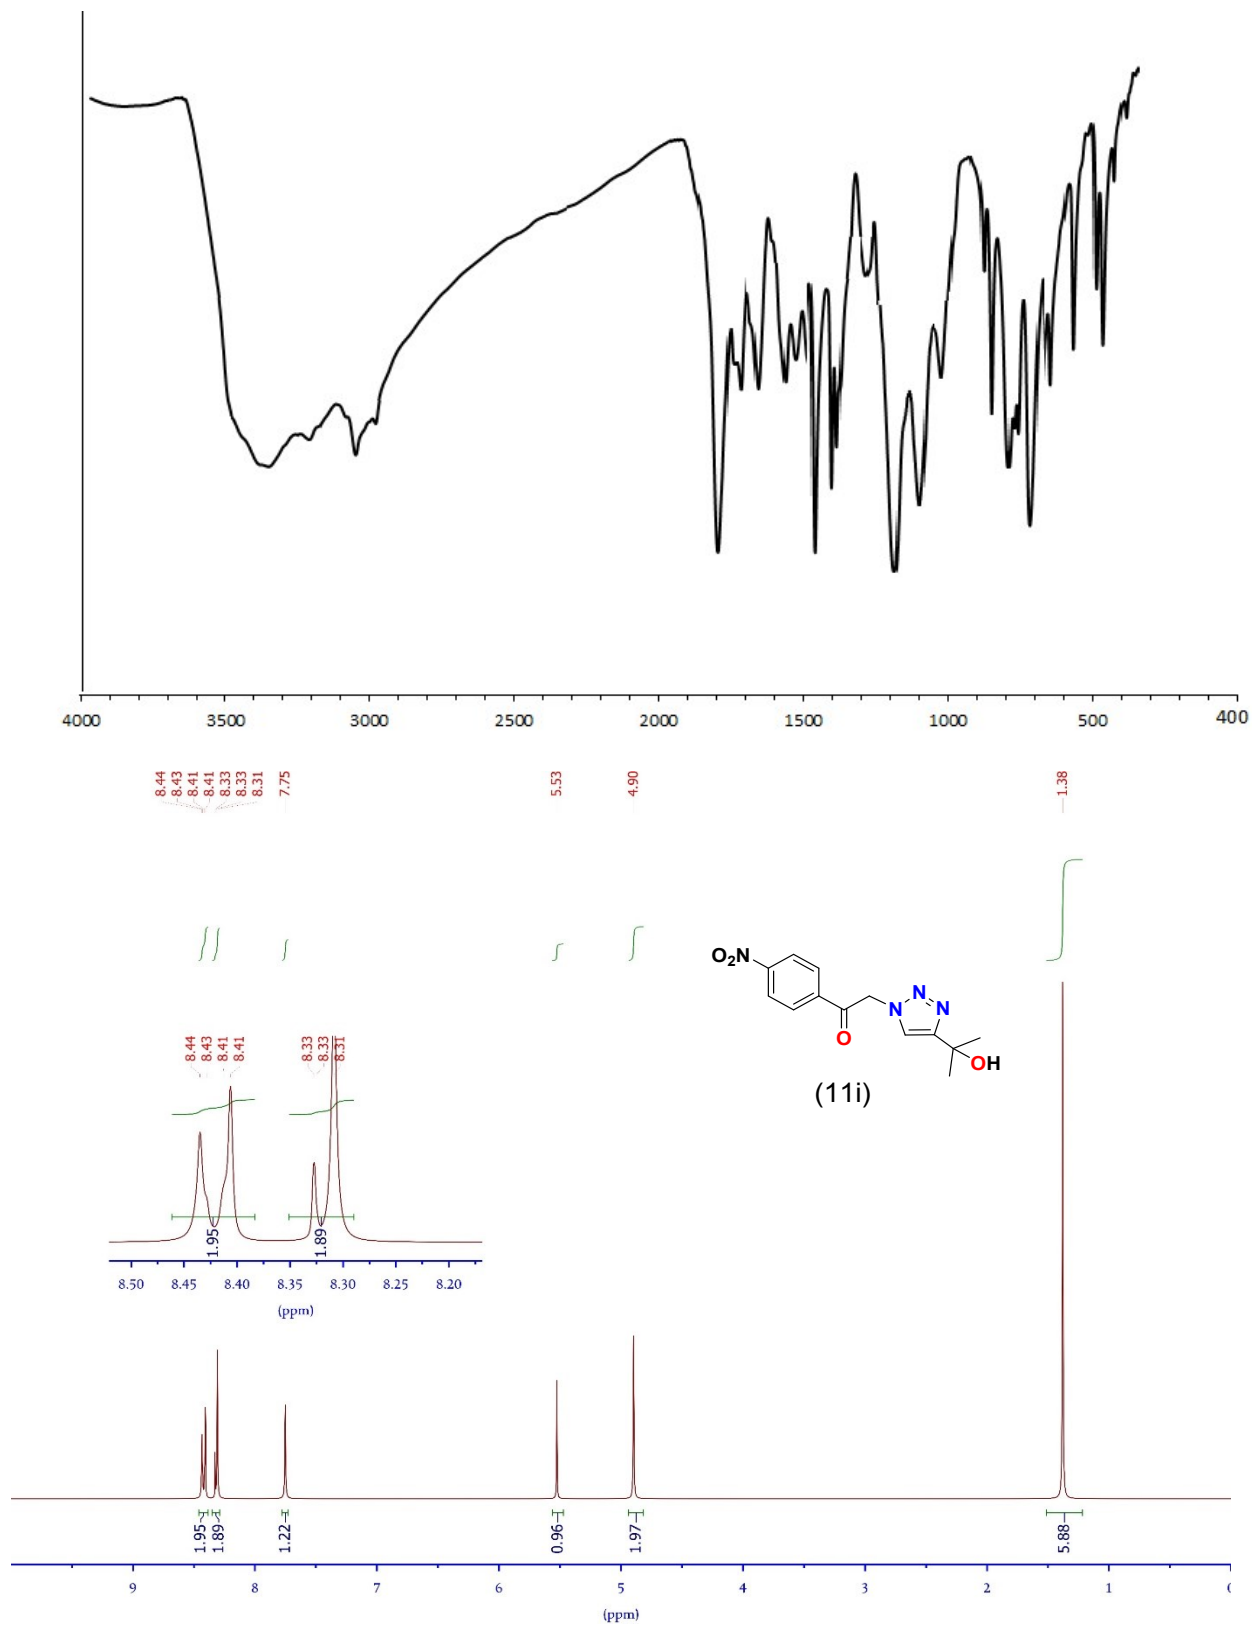 4000 3500 3000 2500 2000 1500 1000 500 400
8.44 8.43 8.41 8.41 8.33 8.33 8.31 7.75 5.53 4.90 1.38
O2N N N N O OH
(11i)
8.44 8.43 8.41 8.41 8.33 8.33 8.31
1.95 1.89
8.50 8.45 8.40 8.35 8.30 8.25 8.20
(ppm)
1.95 1.89 1.22 0.96 1.97 5.88
9 8 7 6 5 4 3 2 1
(ppm)